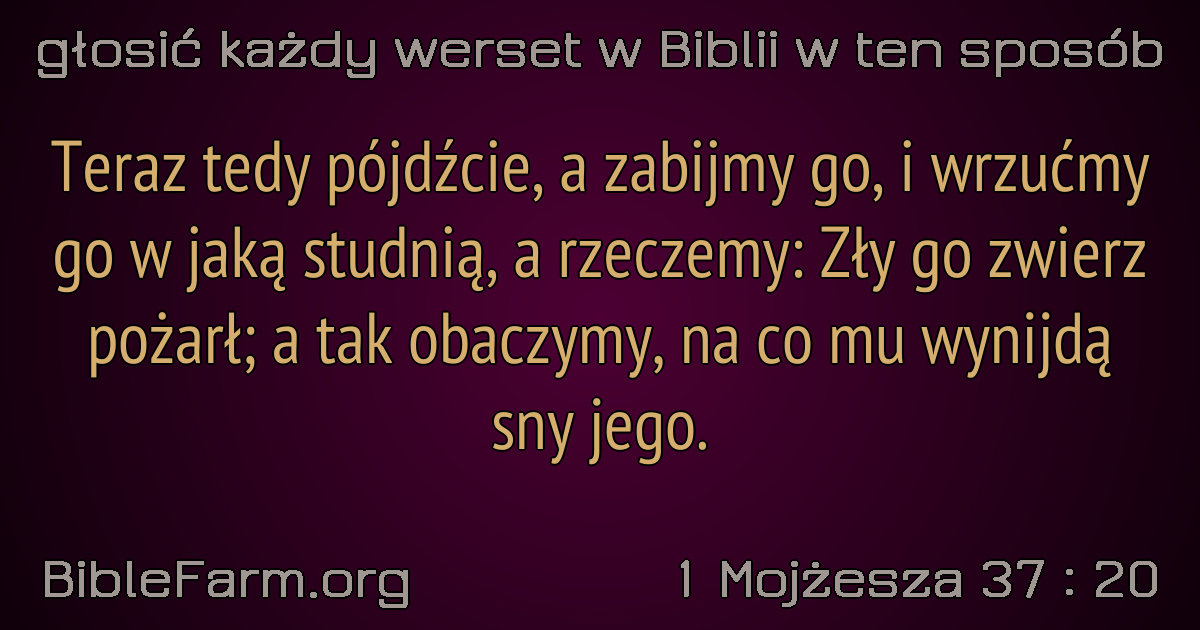 głosić każdy werset w Biblii w ten sposób
Teraz tedy pójdźcie, a zabijmy go, i wrzućmy
go w jaką studnią, a rzeczemy: Zły go zwierz
pożarł; a tak obaczymy, na co mu wynijdą
sny jego.
BibleFarm.org
1 Mojżesza 37 : 20